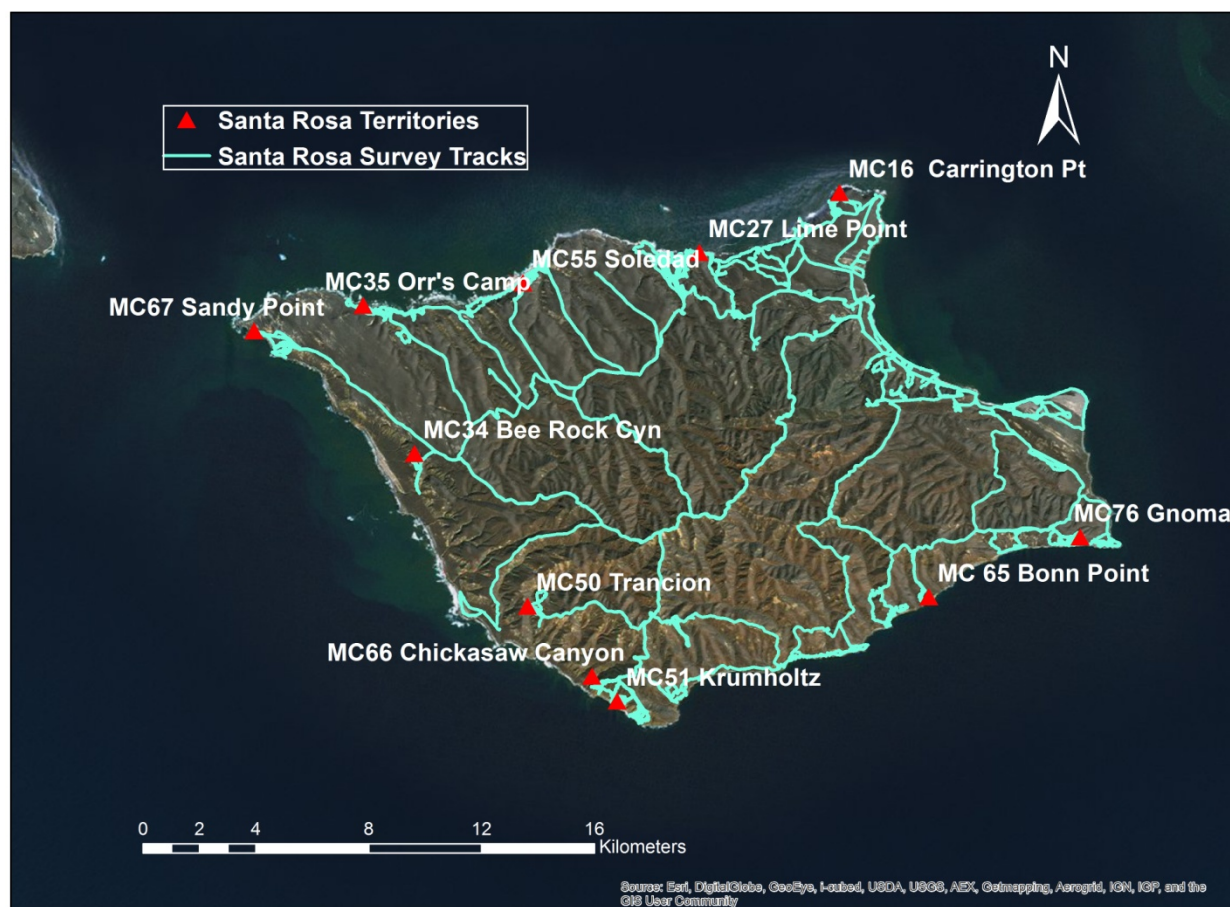 N
Santa Rosa Territories
Santa Rosa Survey Tracks
MC16  Carrington Pt
MC27 Lime Point
MC55 Soledad
MC35 Orr's Camp
MC67 Sandy Point
MC34 Bee Rock Cyn
MC76 Gnoma
MC 65 Bonn Point
MC50 Trancion
MC66 Chickasaw Canyon
MC51 Krumholtz
0 2 4 8 12 16
Kilometers
Source: Esri, DigitalGlobe, GeoEye, i-cubed, USDA, USGS, AEX, Getmapping, Aerogrid, IGN, IGP, and the
GIS User Community